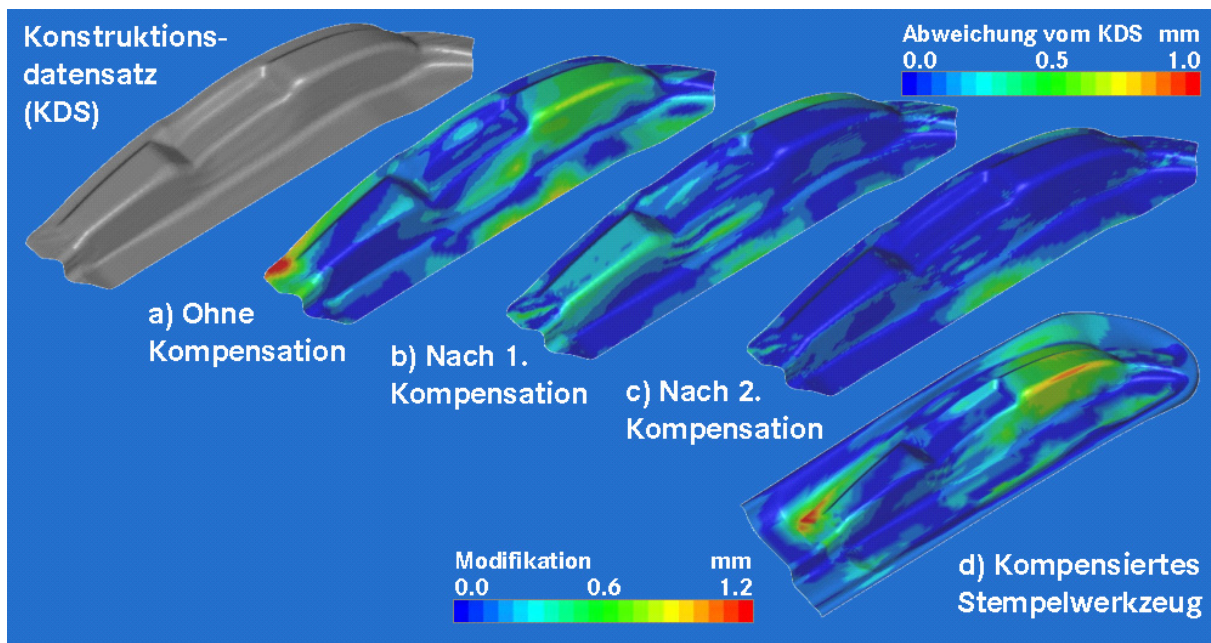 Konstruktions-
datensatz
(KDS)
Abweichung vom KDS mm
0.0 0.5 1.0
a) Ohne
Kompensation
b) Nach 1.
Kompensation
c) Nach 2.
Kompensation
Modifikation mm
0.0 0.6 1.2
d) Kompensiertes
Stempelwerkzeug